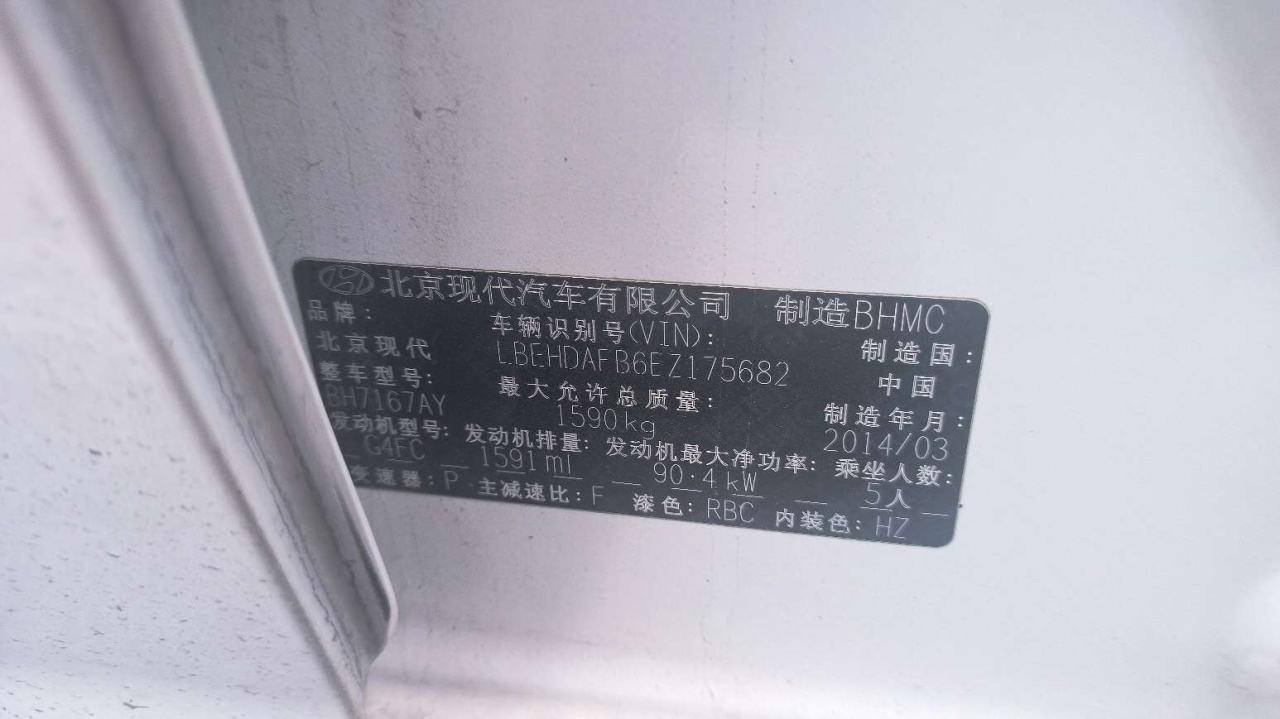 北京现代汽车有限公司 制造BHMC
品牌: 车辆识别号(VIN): 制造国:
北京现代 LBEHDAFB6EZ175682 中国
整车型号: 最大允许总质量: 制造年月:
BH7167AY 1590kg 2014/03
发动机型号: 发动机排量: 发动机最大净功率: 乘坐人数:
G4FC 1591ml 90.4kW 5人
变速器: P 主减速比: F 漆色: RBC 内装色: HZ